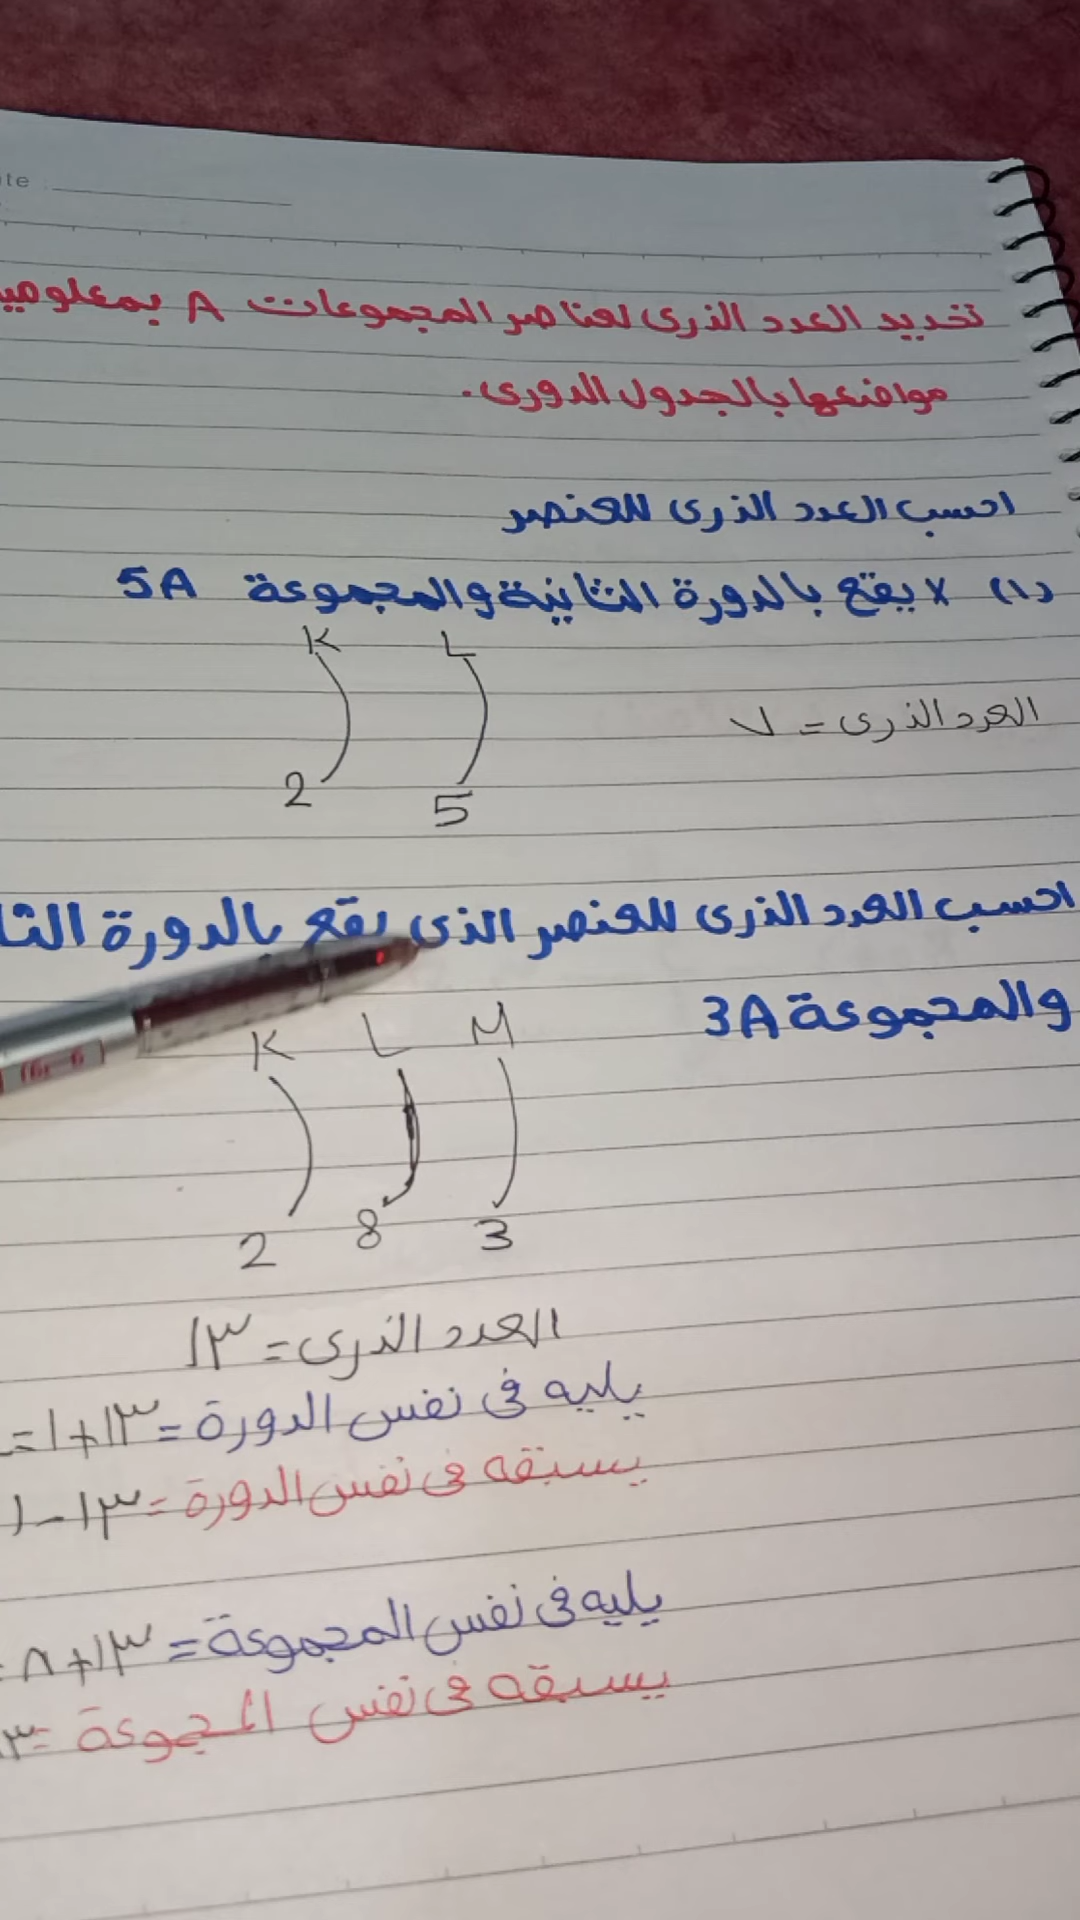 te :
تحديد العدد الذرى لعناصر المجموعات A بمعلومية
مواضعها بالجدول الدورى.
احسب العدد الذرى للعنصر
(١) X يقع بالدورة الثانية والمجموعة 5A
K L
العدد الذرى = ٧
2 5
احسب العدد الذرى للعنصر الذى يقع بالدورة الثا
والمجموعة 3A
K L M
2 8 3
العدد الذرى = ١٣
يليه فى نفس الدورة = ١٣+١=
يسبقه فى نفس الدورة = ١٣-١
يليه فى نفس المجموعة = ١٣+٨
يسبقه فى نفس المجموعة = ٣